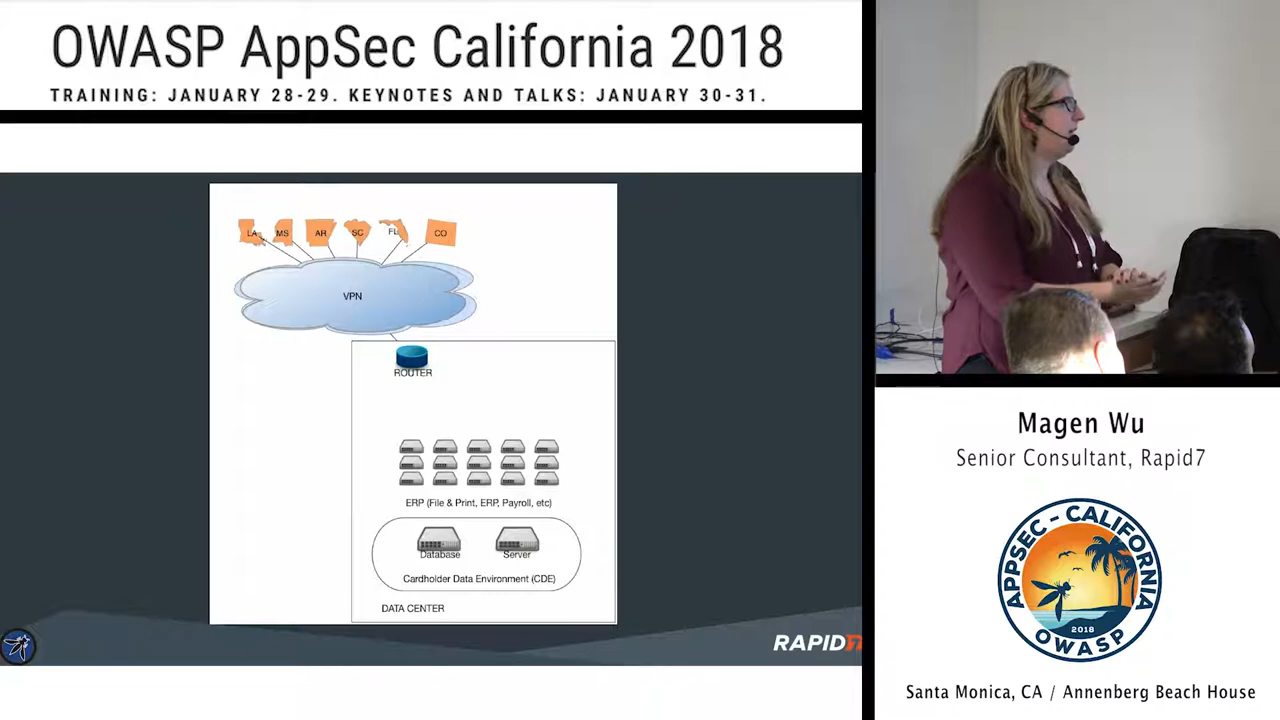 OWASP AppSec California 2018
TRAINING: JANUARY 28-29. KEYNOTES AND TALKS: JANUARY 30-31.
LA MS AR SC FL CO
VPN
ROUTER
ERP (File & Print, ERP, Payroll, etc)
Database Server
Cardholder Data Environment (CDE)
DATA CENTER
RAPID7
Magen Wu
Senior Consultant, Rapid7
APPSEC - CALIFORNIA
2018
OWASP
Santa Monica, CA / Annenberg Beach House